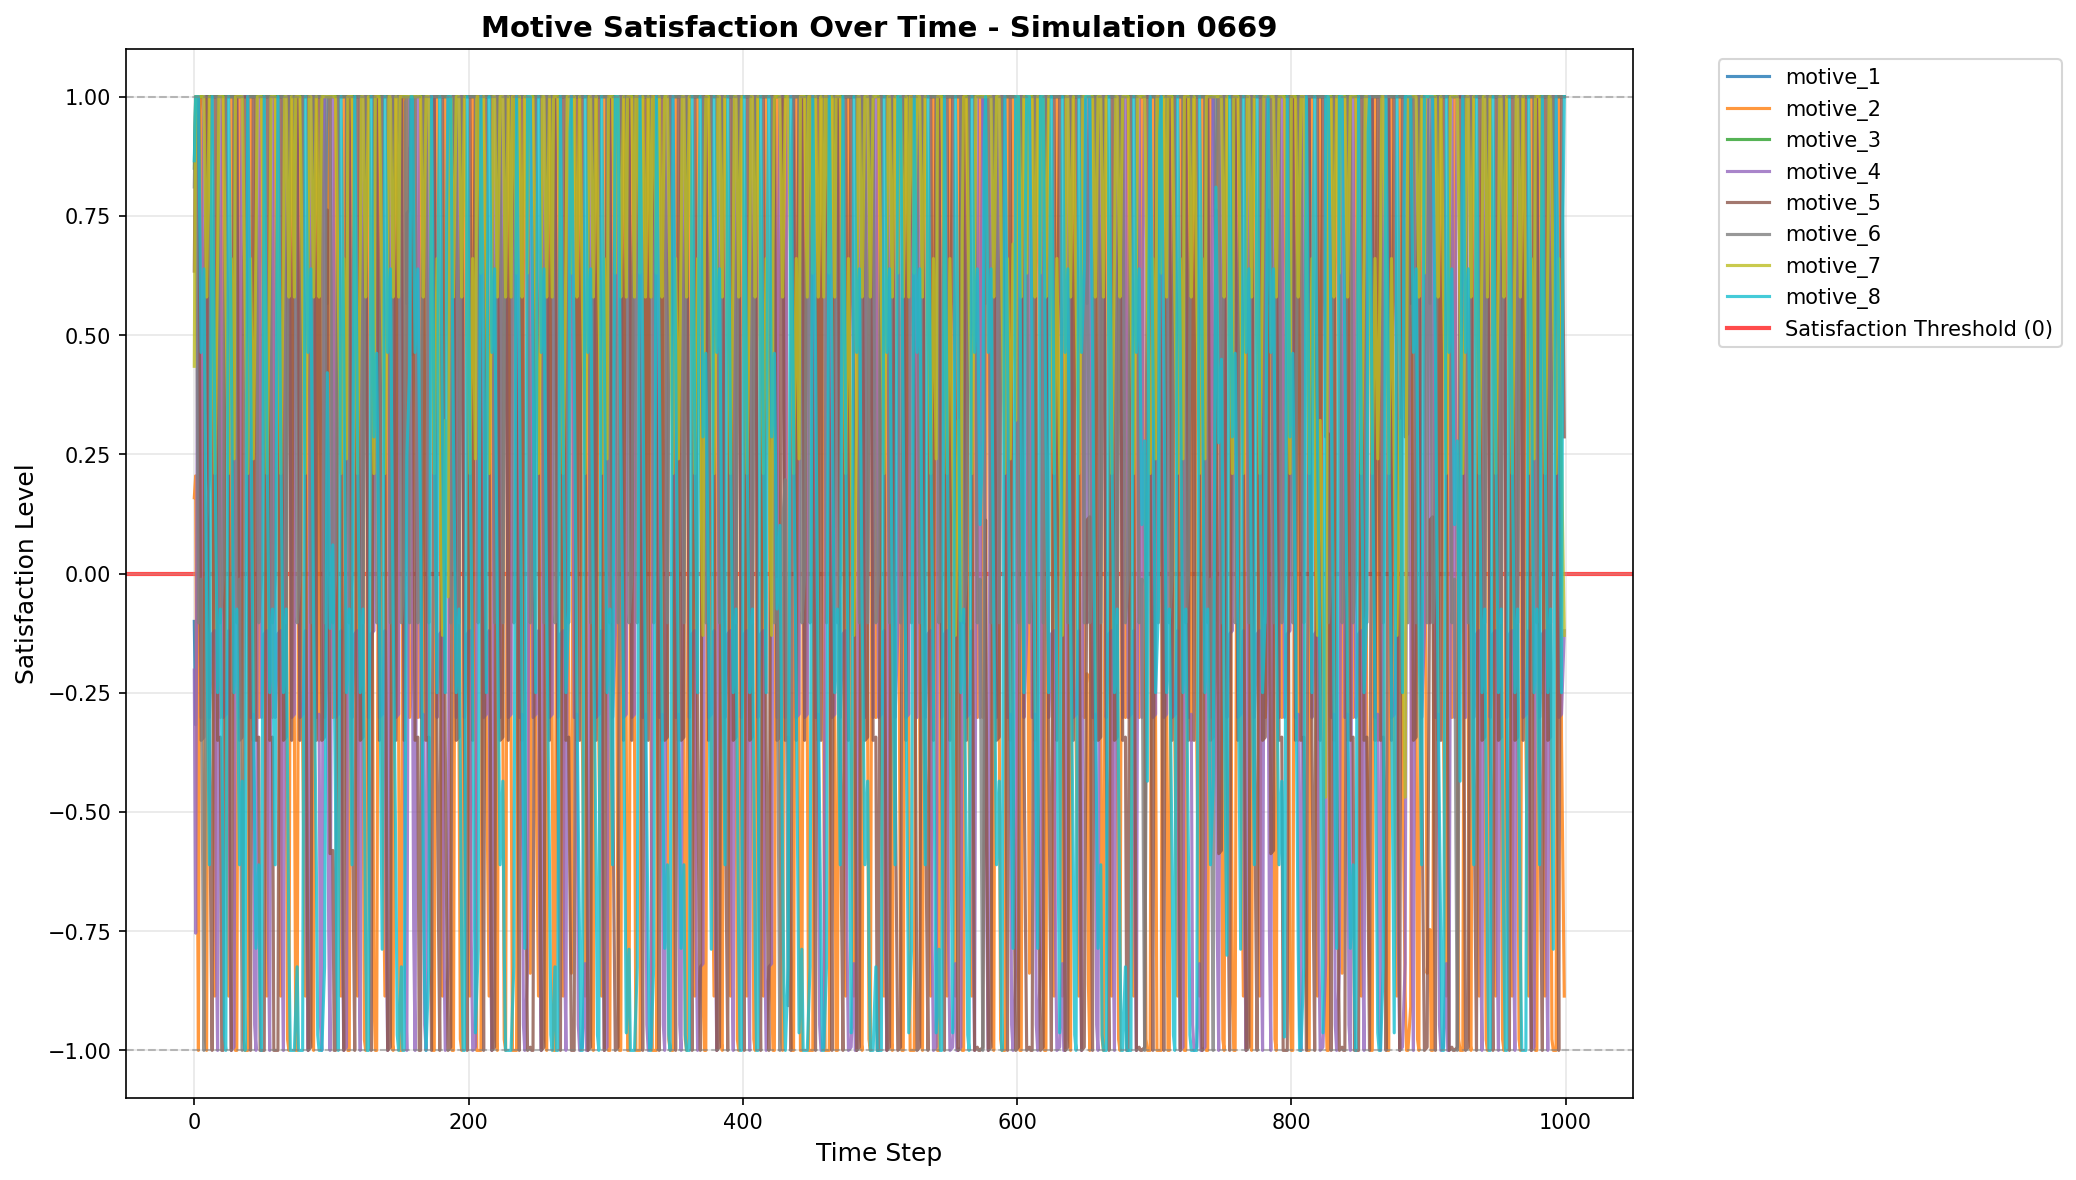 Motive Satisfaction Over Time - Simulation 0669
Satisfaction Level
1.00
0.75
0.50
0.25
0.00
−0.25
−0.50
−0.75
−1.00
0
200
400
600
800
1000
Time Step
motive_1
motive_2
motive_3
motive_4
motive_5
motive_6
motive_7
motive_8
Satisfaction Threshold (0)